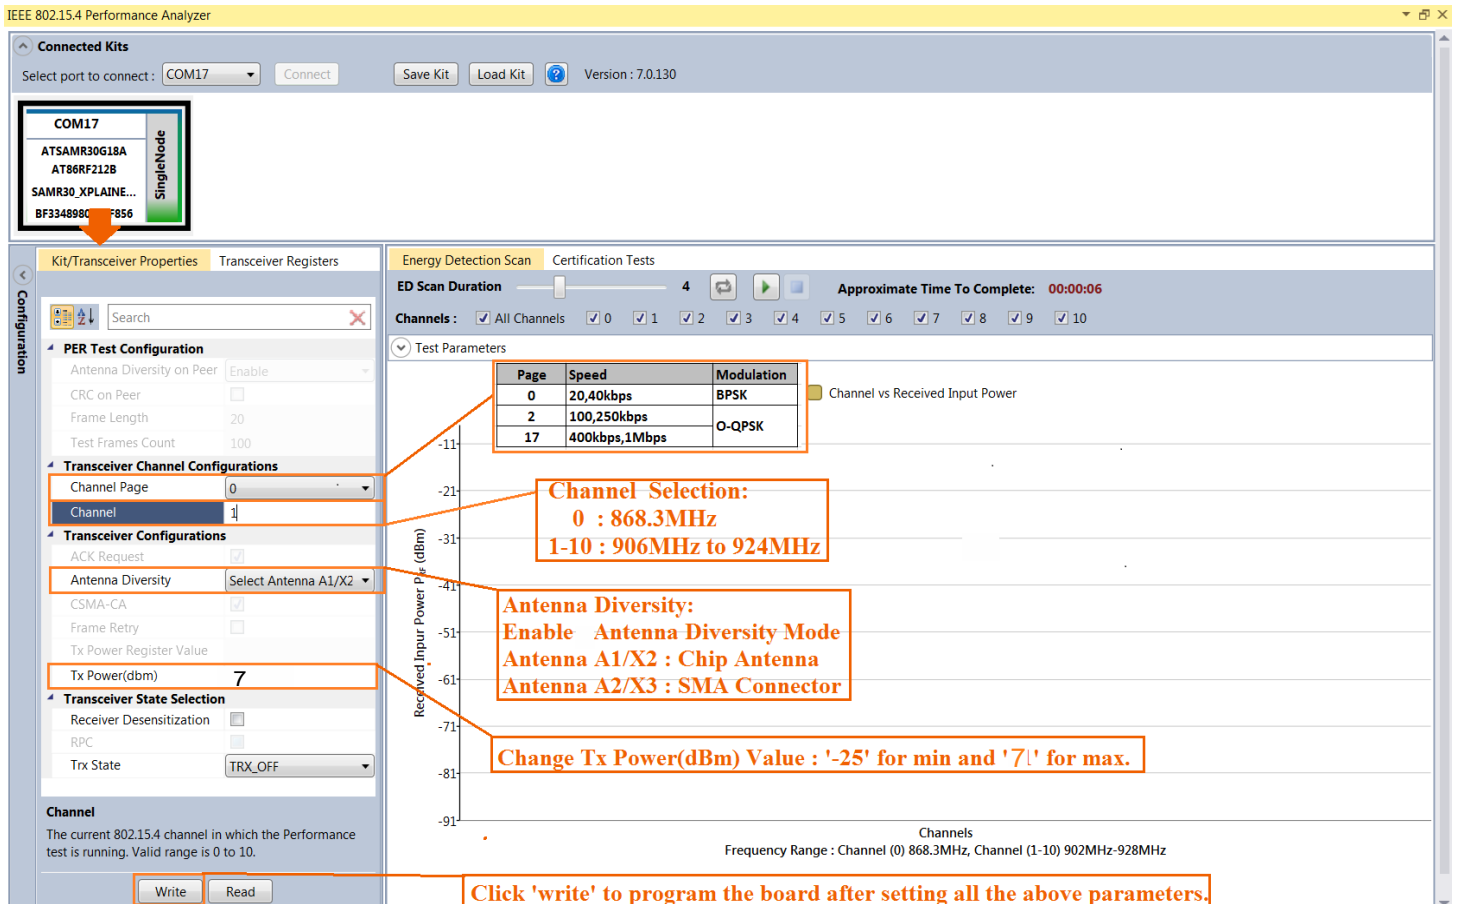 IEEE 802.15.4 Performance Analyzer
Connected Kits
Select port to connect : COM17 Connect Save Kit Load Kit ? Version : 7.0.130
COM17
ATSAMR30G18A
AT86RF212B
SAMR30_XPLAINE...
SingleNode
Configuration
Kit/Transceiver Properties Transceiver Registers
Search
PER Test Configuration
Antenna Diversity on Peer Enable
CRC on Peer
Frame Length 20
Test Frames Count 100
Transceiver Channel Configurations
Channel Page 0
Channel 1
Transceiver Configurations
ACK Request
Antenna Diversity Select Antenna A1/X2
CSMA-CA
Frame Retry
Tx Power Register Value
Tx Power(dbm) 7
Transceiver State Selection
Receiver Desensitization
RPC
Trx State TRX_OFF
Channel
The current 802.15.4 channel in which the Performance
test is running. Valid range is 0 to 10.
Write Read
Energy Detection Scan Certification Tests
ED Scan Duration 4 Approximate Time To Complete: 00:00:06
Channels : All Channels 0 1 2 3 4 5 6 7 8 9 10
Test Parameters
Page Speed Modulation
0 20,40kbps BPSK
2 100,250kbps O-QPSK
17 400kbps,1Mbps
Channel vs Received Input Power
Received Inpur Power PRF (dBm)
-11
-21
-31
-41
-51
-61
-71
-81
-91
Channel Selection:
0 : 868.3MHz
1-10 : 906MHz to 924MHz
Antenna Diversity:
Enable Antenna Diversity Mode
Antenna A1/X2 : Chip Antenna
Antenna A2/X3 : SMA Connector
Change Tx Power(dBm) Value : '-25' for min and '7' for max.
Channels
Frequency Range : Channel (0) 868.3MHz, Channel (1-10) 902MHz-928MHz
Click 'write' to program the board after setting all the above parameters.